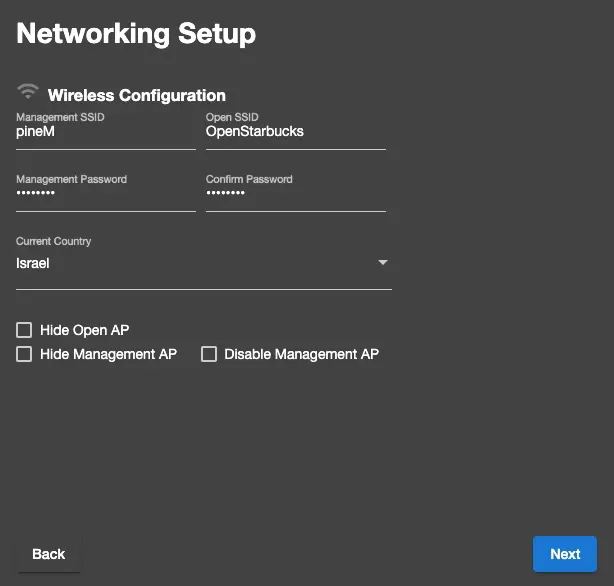 Networking Setup
Wireless Configuration
Management SSID Open SSID
pineM OpenStarbucks
Management Password Confirm Password
•••••••• ••••••••
Current Country
Israel
Hide Open AP
Hide Management AP Disable Management AP
Back Next